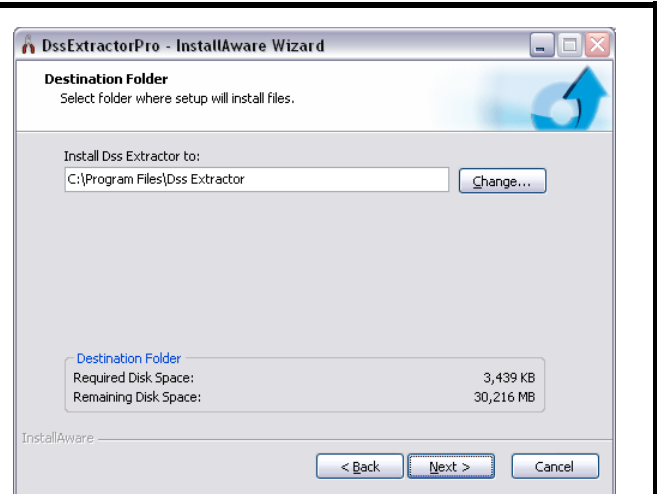 DssExtractorPro - InstallAware Wizard
Destination Folder
Select folder where setup will install files.
Install Dss Extractor to:
C:\Program Files\Dss Extractor
Change...
Destination Folder
Required Disk Space: 3,439 KB
Remaining Disk Space: 30,216 MB
InstallAware
< Back Next > Cancel